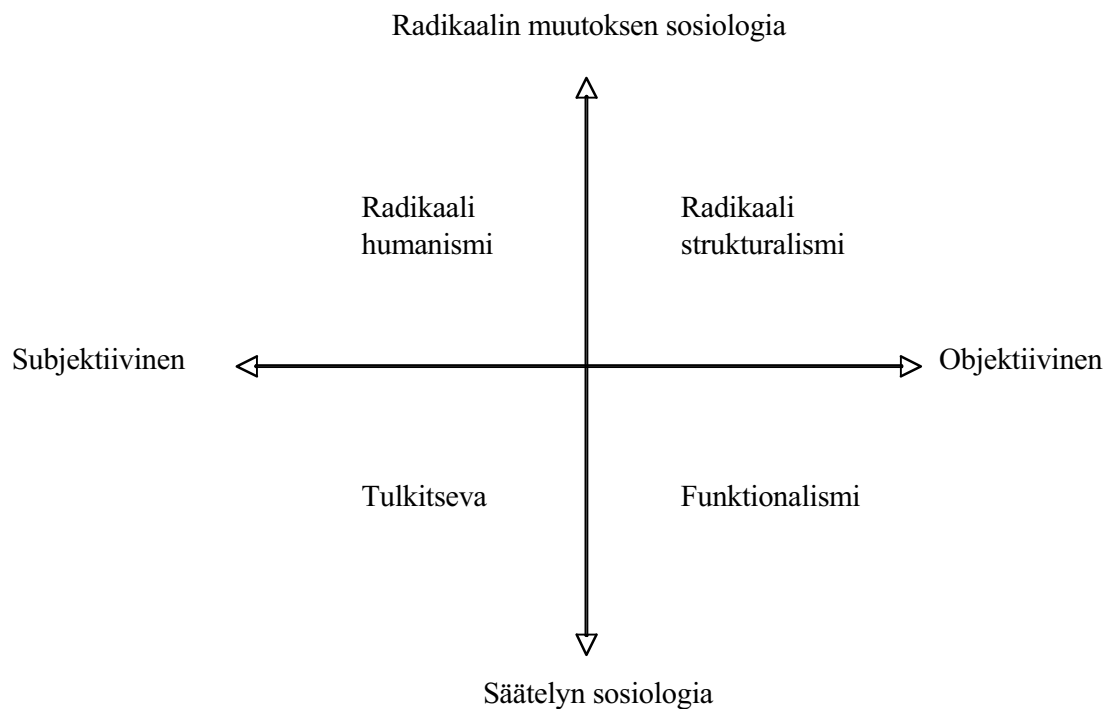 Radikaalin muutoksen sosiologia
Radikaali
humanismi
Radikaali
strukturalismi
Subjektiivinen
Objektiivinen
Tulkitseva
Funktionalismi
Säätelyn sosiologia